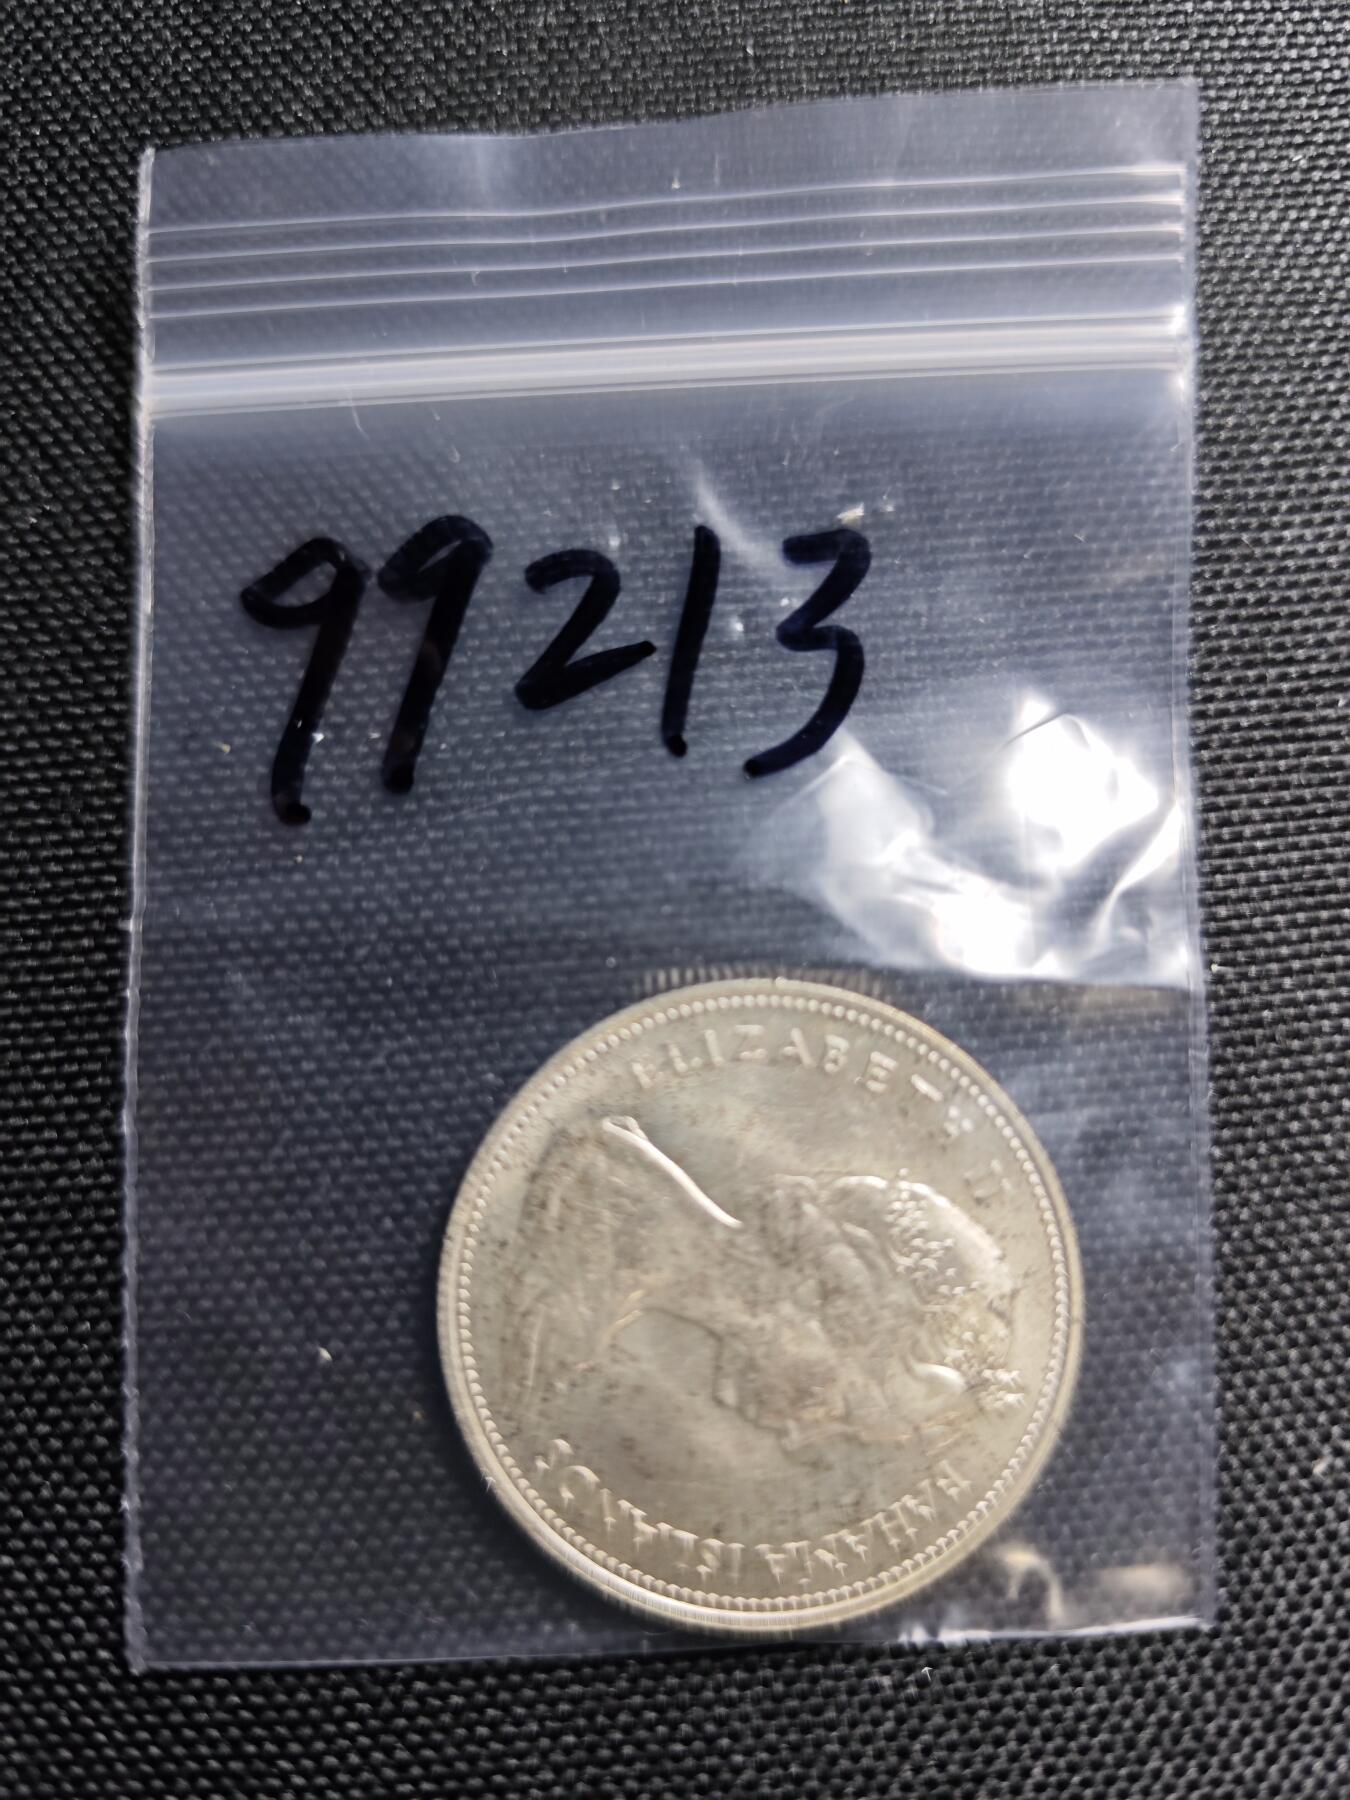 99213
ELIZABETH II
BAHAMA ISLANDS